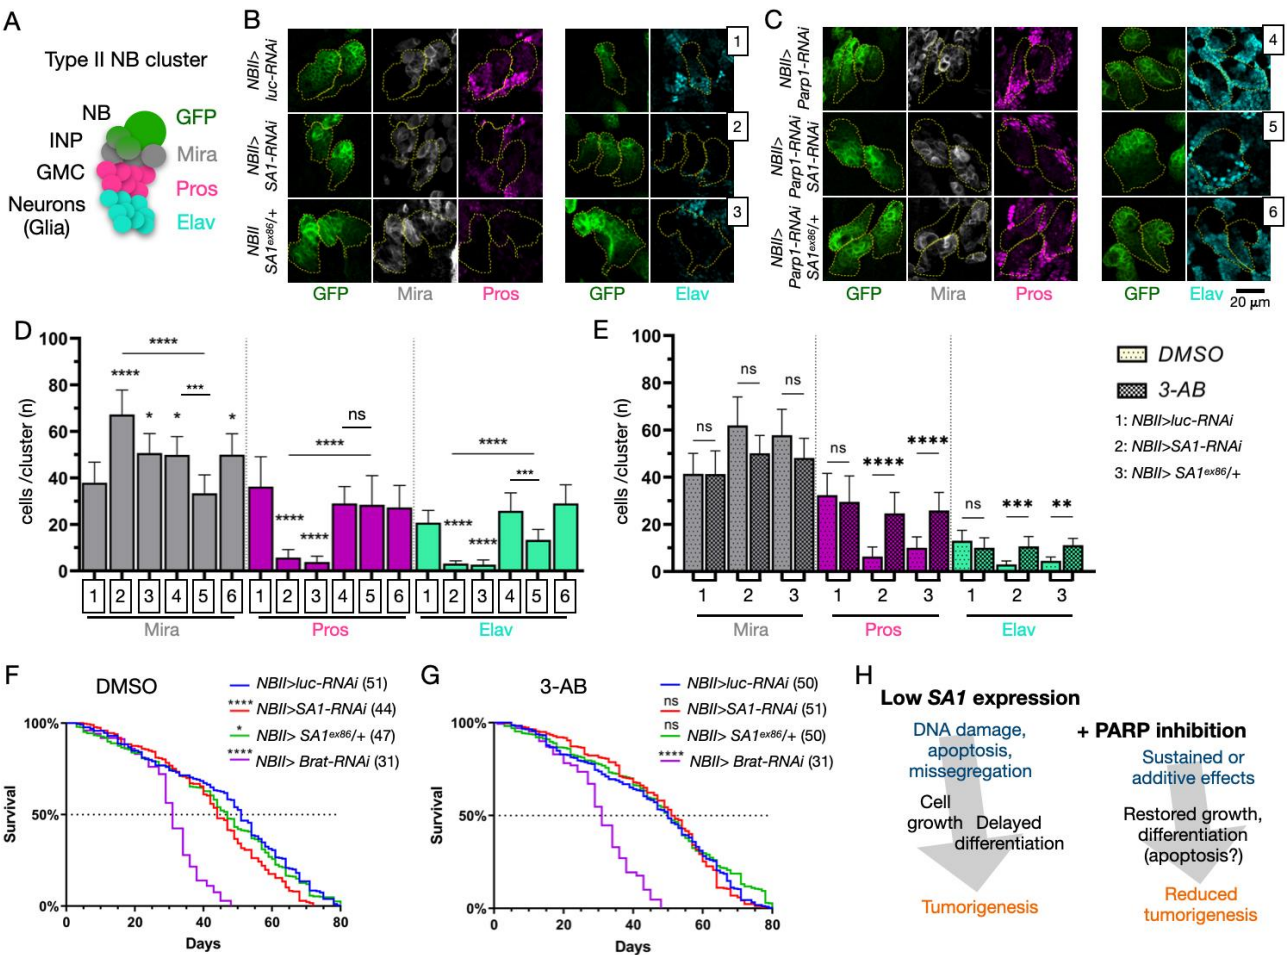 A
Type II NB cluster
NB
GFP
INP
Mira
GMC
Pros
Neurons
(Glia)
Elav
B
NBII>
luc-RNAi
1
NBII>
SA1-RNAi
2
NBII
SA1ex86/+
3
GFP
Mira
Pros
GFP
Elav
C
NBII>
Parp1-RNAi
4
NBII>
Parp1-RNAi
SA1-RNAi
5
NBII>
Parp1-RNAi
SA1ex86/+
6
GFP
Mira
Pros
GFP
Elav
20 µm
D
cells /cluster (n)
100
80
60
40
20
0
****
****
*
*
***
*
****
ns
****
****
****
***
****
****
1 2 3 4 5 6 1 2 3 4 5 6 1 2 3 4 5 6
Mira
Pros
Elav
E
cells /cluster (n)
100
80
60
40
20
0
ns
ns
ns
ns
****
****
ns
***
**
1 2 3 1 2 3 1 2 3
Mira
Pros
Elav
DMSO
3-AB
1: NBII>luc-RNAi
2: NBII>SA1-RNAi
3: NBII> SA1ex86/+
F
DMSO
NBII>luc-RNAi (51)
**** NBII>SA1-RNAi (44)
* NBII> SA1ex86/+ (47)
**** NBII> Brat-RNAi (31)
Survival
100%
50%
0%
0 20 40 60 80
Days
G
3-AB
NBII>luc-RNAi (50)
ns NBII>SA1-RNAi (51)
ns NBII> SA1ex86/+ (50)
**** NBII> Brat-RNAi (31)
Survival
100%
50%
0%
0 20 40 60 80
Days
H
Low SA1 expression
DNA damage,
apoptosis,
missegregation
Cell
growth
Delayed
differentiation
Tumorigenesis
+ PARP inhibition
Sustained or
additive effects
Restored growth,
differentiation
(apoptosis?)
Reduced
tumorigenesis